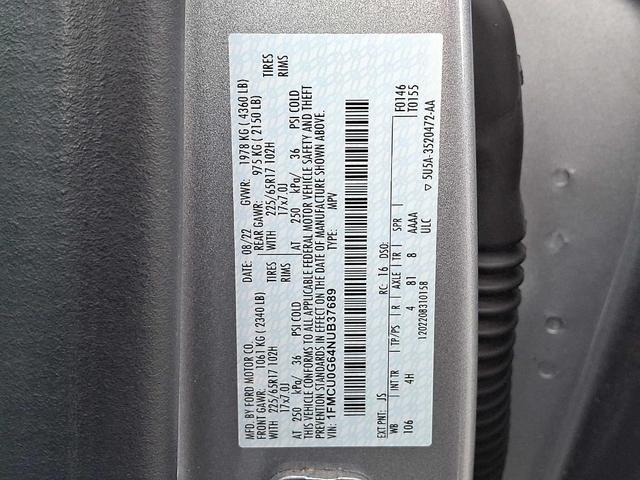 MFD. BY FORD MOTOR CO.
DATE: 08/22 GVWR: 1978 KG ( 4360 LB)
FRONT GAWR: 1061 KG ( 2340 LB) REAR GAWR: 975 KG ( 2150 LB)
WITH 225/65R17 102H TIRES WITH 225/65R17 102H TIRES
17x7.0J RIMS 17x7.0J RIMS
AT 250 kPa/ 36 PSI COLD AT 250 kPa/ 36 PSI COLD
THIS VEHICLE CONFORMS TO ALL APPLICABLE FEDERAL MOTOR VEHICLE SAFETY AND THEFT
PREVENTION STANDARDS IN EFFECT ON THE DATE OF MANUFACTURE SHOWN ABOVE.
VIN: 1FMCU0G64NUB37689 TYPE: MPV
EXT PNT: JS RC: 16 DSO: F0146
WB INT TR TP/PS R AXLE TR SPR T0155
106 4H 4 81 8 AAAA
1202208310158 ULC
▽ 5U5A-3520472-AA